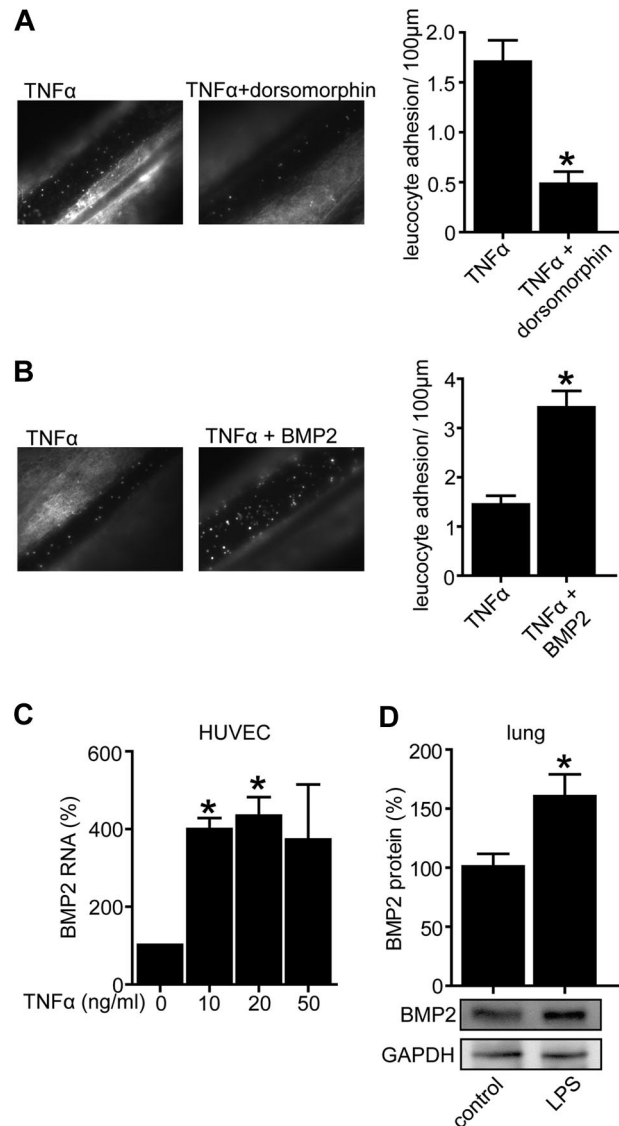 A
TNFα
TNFα+dorsomorphin
leucocyte adhesion/ 100μm
2.0
1.5
1.0
0.5
0
*
TNFα
TNFα +
dorsomorphin
B
TNFα
TNFα + BMP2
leucocyte adhesion/ 100μm
4
3
2
1
0
*
TNFα
TNFα +
BMP2
C
HUVEC
BMP2 RNA (%)
600
400
200
0
*
*
TNFα (ng/ml) 0 10 20 50
D
lung
BMP2 protein (%)
200
150
100
50
0
*
BMP2
GAPDH
control
LPS